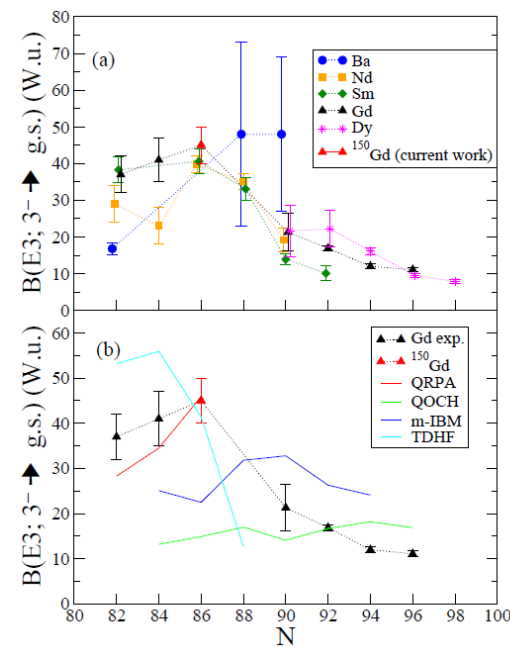 80
70
60
50
40
30
20
10
0
B(E3; 3⁻ → g.s.) (W.u.)
(a)
Ba
Nd
Sm
Gd
Dy
¹⁵⁰Gd (current work)
60
50
40
30
20
10
0
B(E3; 3⁻ → g.s.) (W.u.)
(b)
Gd exp.
¹⁵⁰Gd
QRPA
QOCH
m-IBM
TDHF
80 82 84 86 88 90 92 94 96 98 100
N